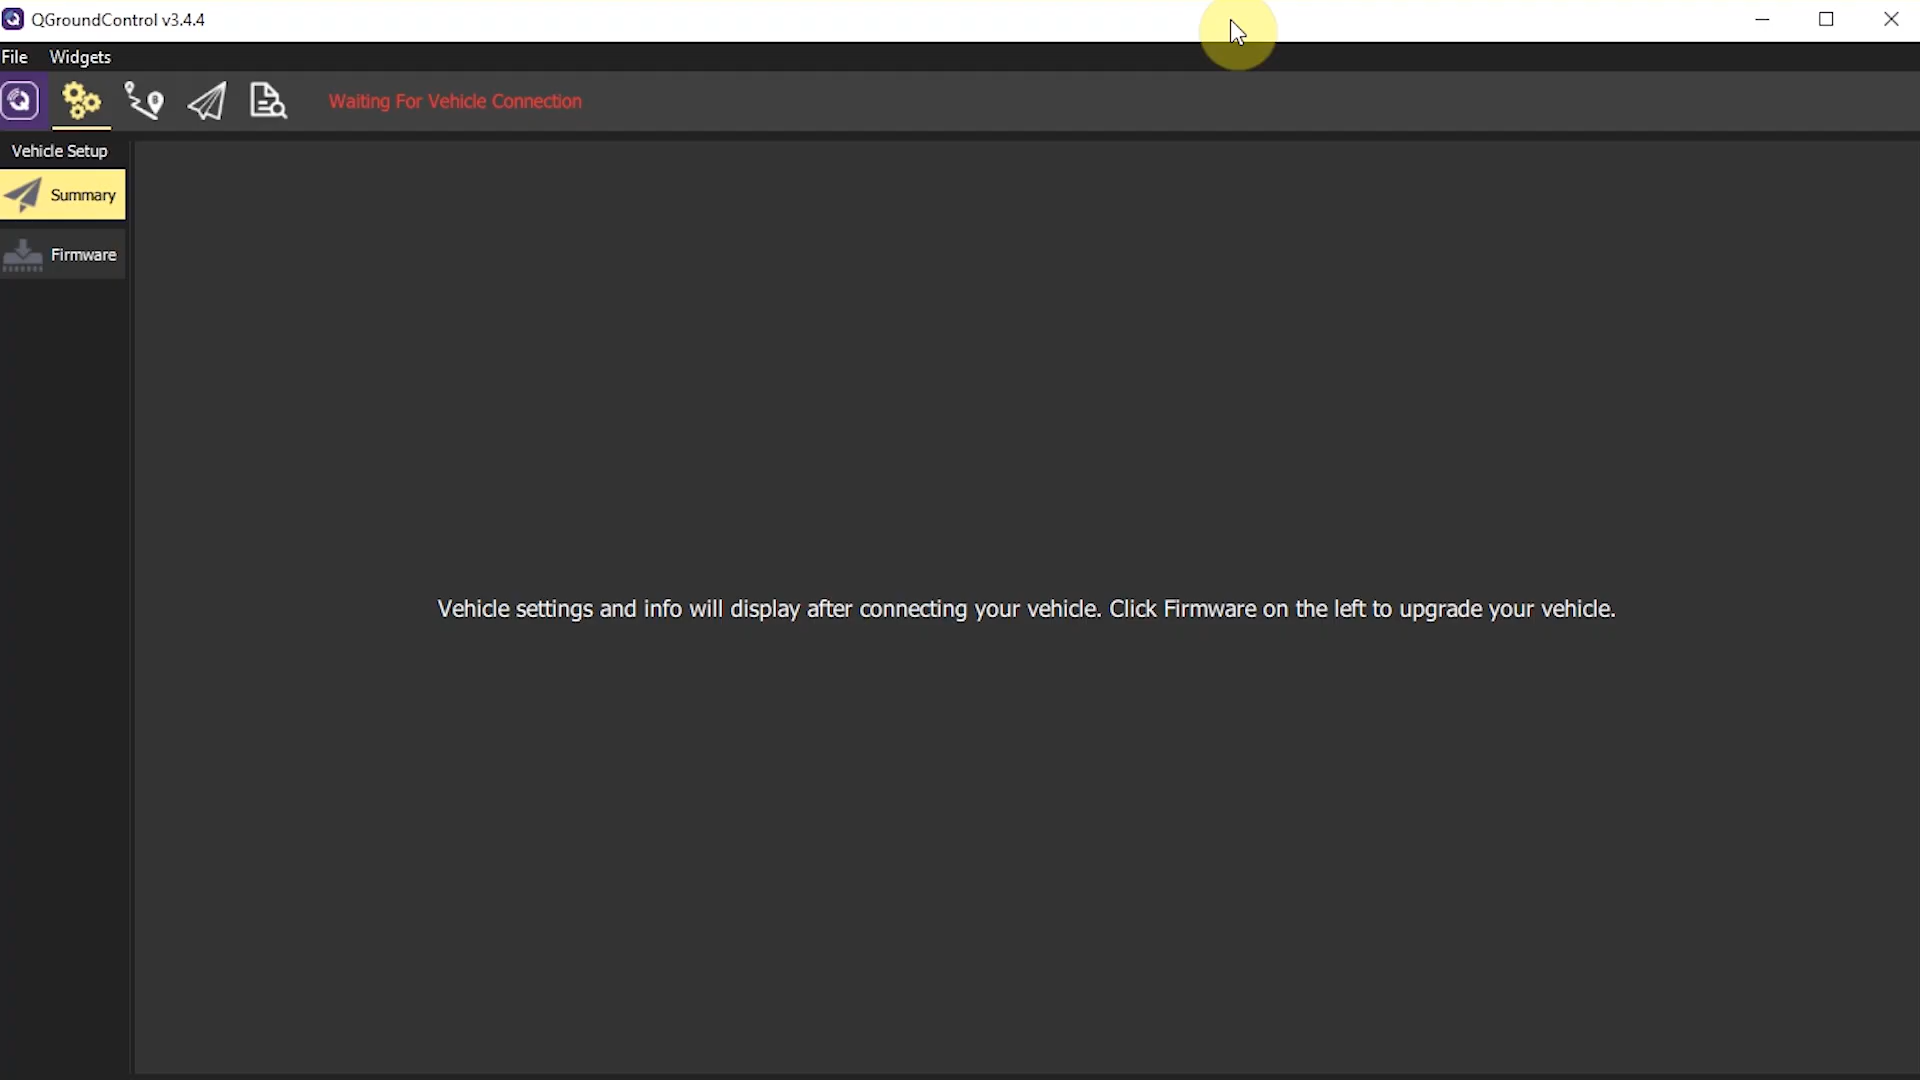 QGroundControl v3.4.4
File Widgets
Waiting For Vehicle Connection
Vehicle Setup
Summary
Firmware
Vehicle settings and info will display after connecting your vehicle. Click Firmware on the left to upgrade your vehicle.